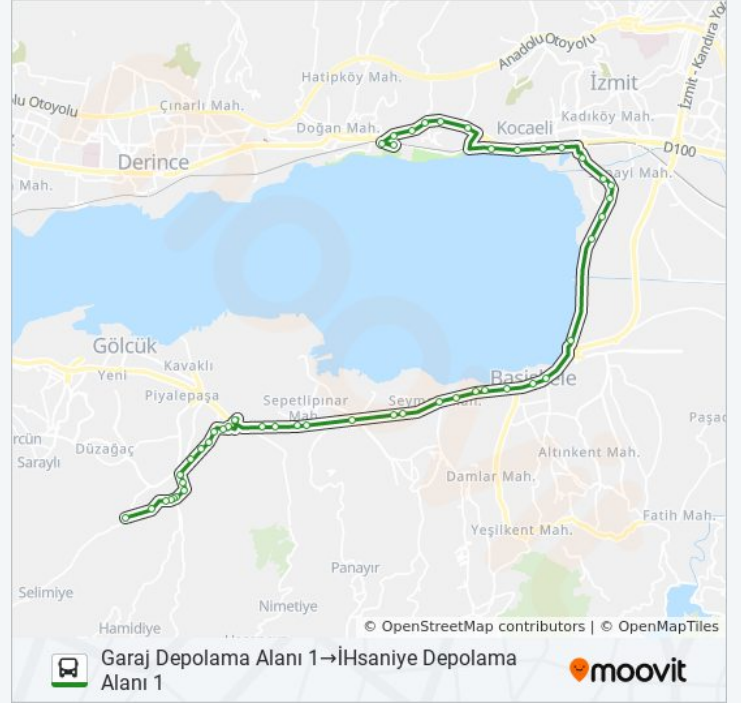 Anadolu Otoyolu
İzmit - Kandıra Yolu
Hatipköy Mah.
İzmit
lu Otoyolu
Çınarlı Mah.
Kadıköy Mah.
Doğan Mah.
Kocaeli
Derince
D100
Mah.
nayi Mah.
Gölcük
Kavaklı
Yeni
Başiskele
Piyalepaşa
Sepetlipınar
Mah.
Seym
Mah.
Paşac
rcün
Düzağaç
Saraylı
Altınkent Mah.
Damlar Mah.
Fatih Mah.
Yeşilkent Mah.
Panayır
Selimiye
Nimetiye
Hamidiye
© OpenStreetMap contributors | © OpenMapTiles
Garaj Depolama Alanı 1→İHsaniye Depolama
Alanı 1
moovit